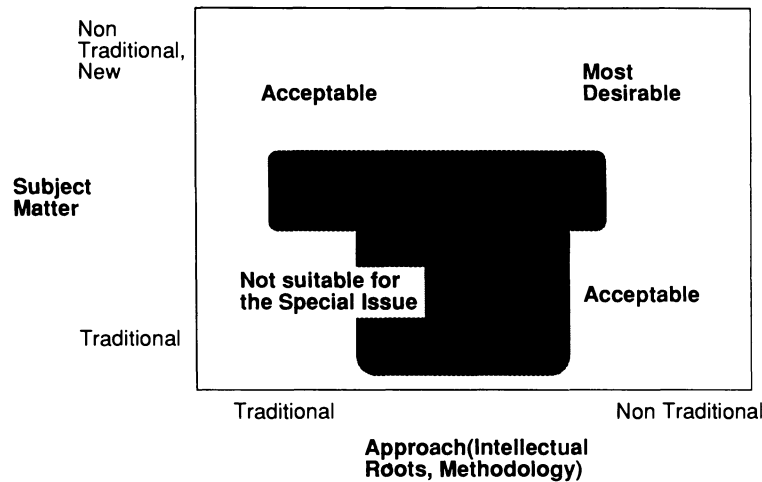 Non
Traditional,
New
Acceptable
Most
Desirable
Subject
Matter
Not suitable for
the Special Issue
Acceptable
Traditional
Traditional
Non Traditional
Approach(Intellectual
Roots, Methodology)